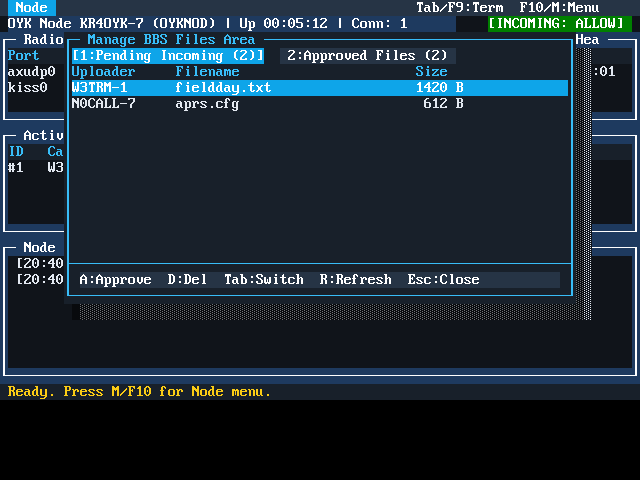 Node Tab/F9:Term F10/M:Menu
OYK Node KR4OYK-7 (OYKNOD) | Up 00:05:12 | Conn: 1 [INCOMING: ALLOW]
Radio Manage BBS Files Area Hea
Port [1:Pending Incoming (2)] 2:Approved Files (2)
axudp0 Uploader Filename Size :01
kiss0 W3TRM-1 fieldday.txt 1420 B
N0CALL-7 aprs.cfg 612 B
Activ
ID Ca
#1 W3
Node
[20:40
[20:40 A:Approve D:Del Tab:Switch R:Refresh Esc:Close
Ready. Press M/F10 for Node menu.